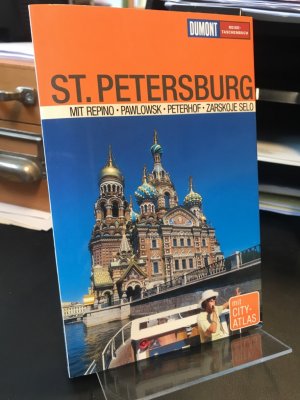 DUMONT
REISE-
TASCHENBUCH
ST. PETERSBURG
MIT REPINO · PAWLOWSK · PETERHOF · ZARSKOJE SELO
mit
CITY-
ATLAS